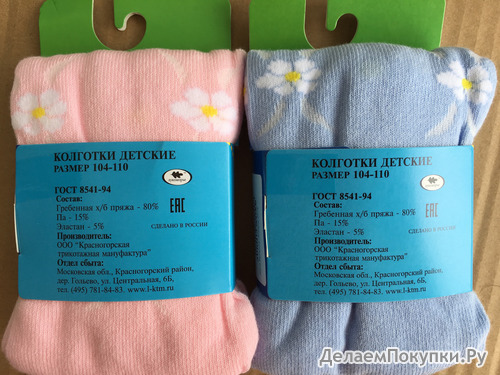 КОЛГОТКИ ДЕТСКИЕ
РАЗМЕР 104-110
ГОСТ 8541-94
Состав:
Гребенная х/б пряжа - 80%
Па - 15%
Эластан - 5%
EAC
СДЕЛАНО В РОССИИ
Производитель:
ООО "Красногорская
трикотажная мануфактура"
Отдел сбыта:
Московская обл., Красногорский район,
дер. Гольево, ул. Центральная, 6Б,
тел. (495) 781-84-83. www.l-ktm.ru
КОЛГОТКИ ДЕТСКИЕ
РАЗМЕР 104-110
ГОСТ 8541-94
Состав:
Гребенная х/б пряжа - 80%
Па - 15%
Эластан - 5%
EAC
СДЕЛАНО В РОССИИ
Производитель:
ООО "Красногорская
трикотажная мануфактура"
Отдел сбыта:
Московская обл., Красногорский район,
дер. Гольево, ул. Центральная, 6Б,
тел. (495) 781-84-83. www.l-ktm.ru
ДелаемПокупки.Ру